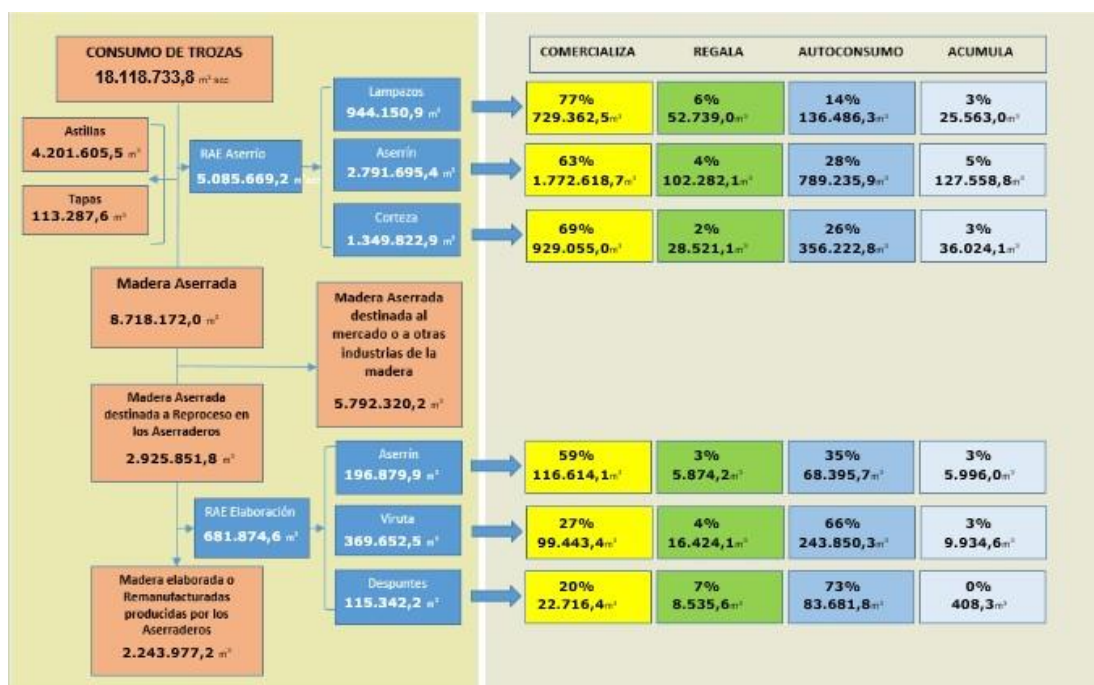 CONSUMO DE TROZAS
18.118.733,8 m³ scc
Astillas
4.201.605,5 m³
Tapas
113.287,6 m³
RAE Aserrío
5.085.669,2
Lampazos
944.150,9 m³
Aserrín
2.791.695,4 m³
Corteza
1.349.822,9 m³
Madera Aserrada
8.718.172,0 m³
Madera Aserrada
destinada al
mercado o a otras
industrias de la
madera
5.792.320,2 m³
Madera Aserrada
destinada a Reproceso en
los Aserraderos
2.925.851,8 m³
RAE Elaboración
681.874,6 m³
Aserrín
196.879,9 m³
Viruta
369.652,5 m³
Despuntes
115.342,2 m³
Madera elaborada o
Remanufacturadas
producidas por los
Aserraderos
2.243.977,2 m³
COMERCIALIZA REGALA AUTOCONSUMO ACUMULA
77% 6% 14% 3%
729.362,5m³ 52.739,0m³ 136.486,3m³ 25.563,0m³
63% 4% 28% 5%
1.772.618,7m³ 102.282,1m³ 789.235,9m³ 127.558,8m³
69% 2% 26% 3%
929.055,0m³ 28.521,1m³ 356.222,8m³ 36.024,1m³
59% 3% 35% 3%
116.614,1m³ 5.874,2m³ 68.395,7m³ 5.996,0m³
27% 4% 66% 3%
99.443,4m³ 16.424,1m³ 243.850,3m³ 9.934,6m³
20% 7% 73% 0%
22.716,4m³ 8.535,6m³ 83.681,8m³ 408,3m³